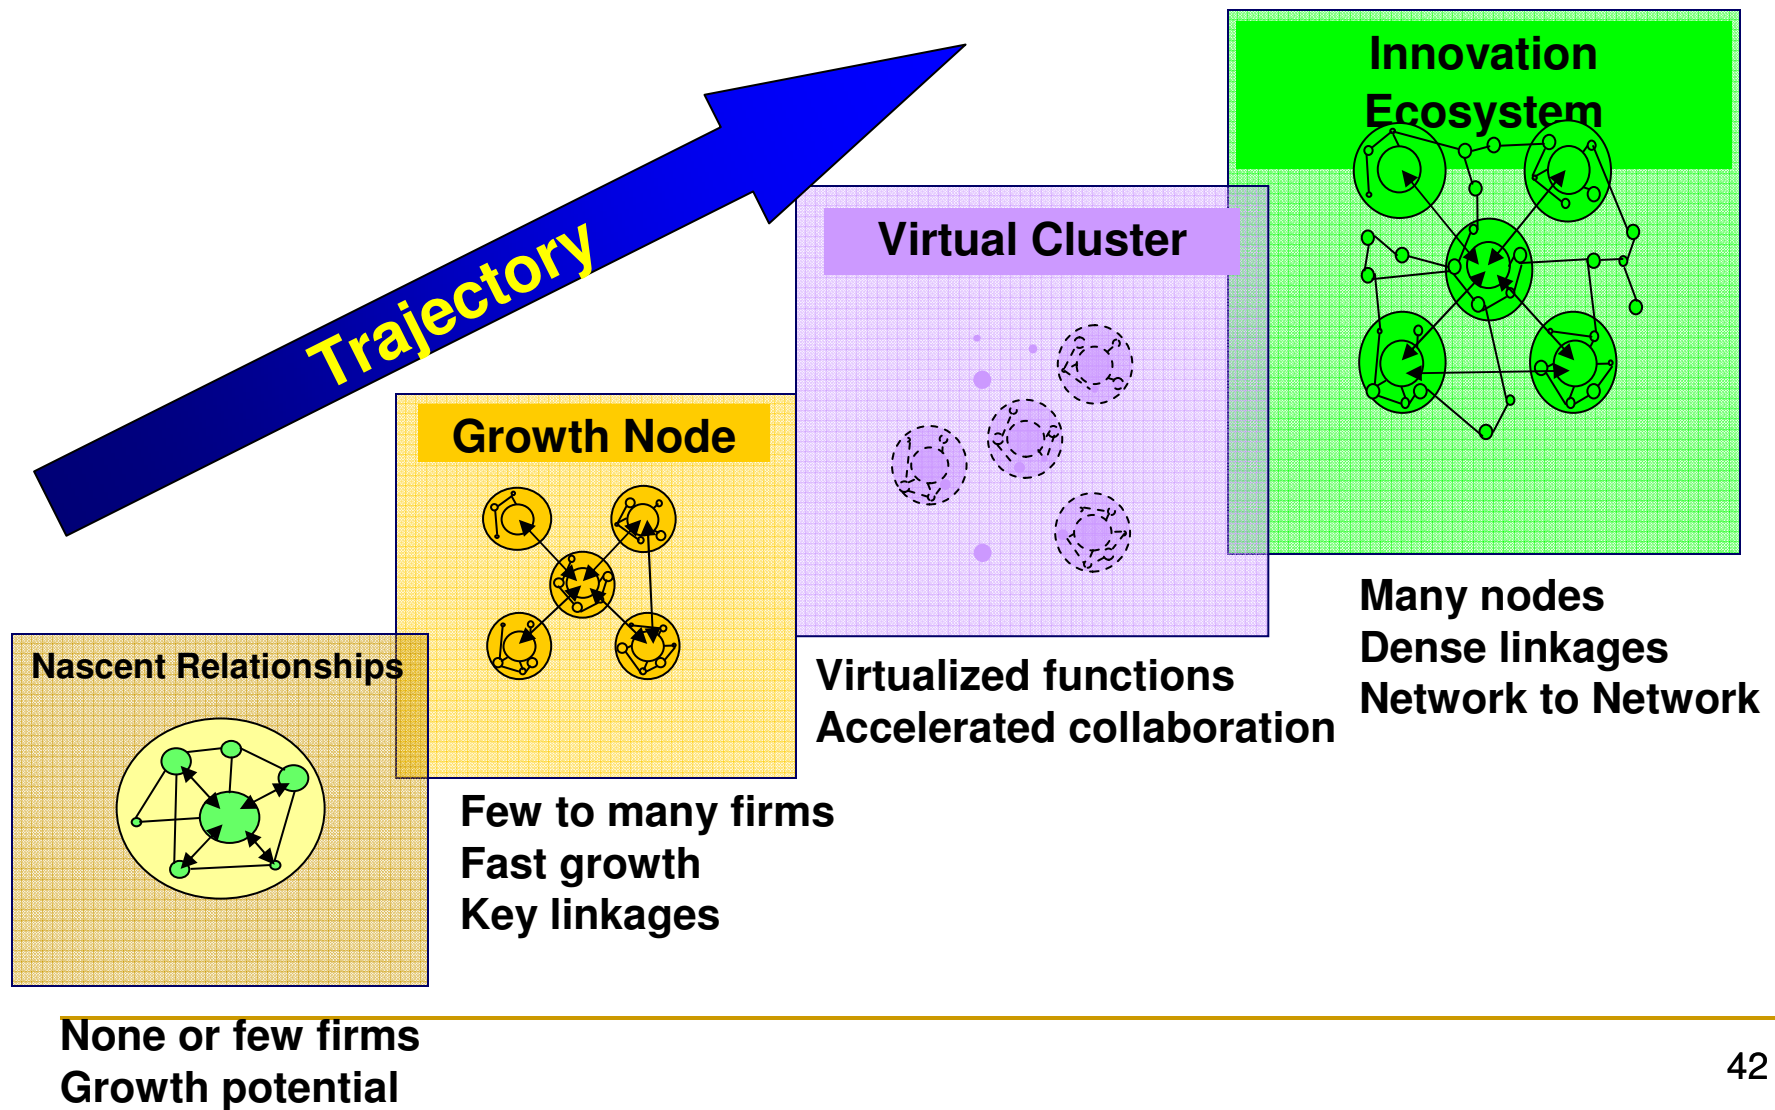 Innovation
Ecosystem
Trajectory
Virtual Cluster
Growth Node
Nascent Relationships
Many nodes
Dense linkages
Network to Network
Virtualized functions
Accelerated collaboration
Few to many firms
Fast growth
Key linkages
None or few firms
Growth potential
42